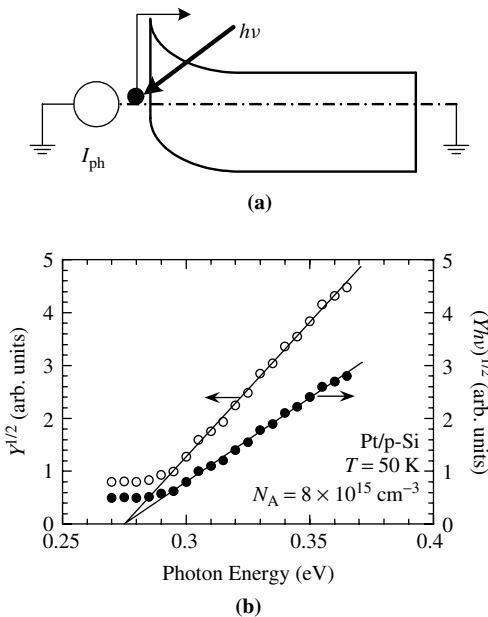 hν
I_ph
(a)
5
4
3
2
1
0
Y^1/2 (arb. units)
5
4
3
2
1
0
(Y/hν)^1/2 (arb. units)
Pt/p-Si
T = 50 K
N_A = 8 × 10^15 cm^−3
0.25
0.3
0.35
0.4
Photon Energy (eV)
(b)